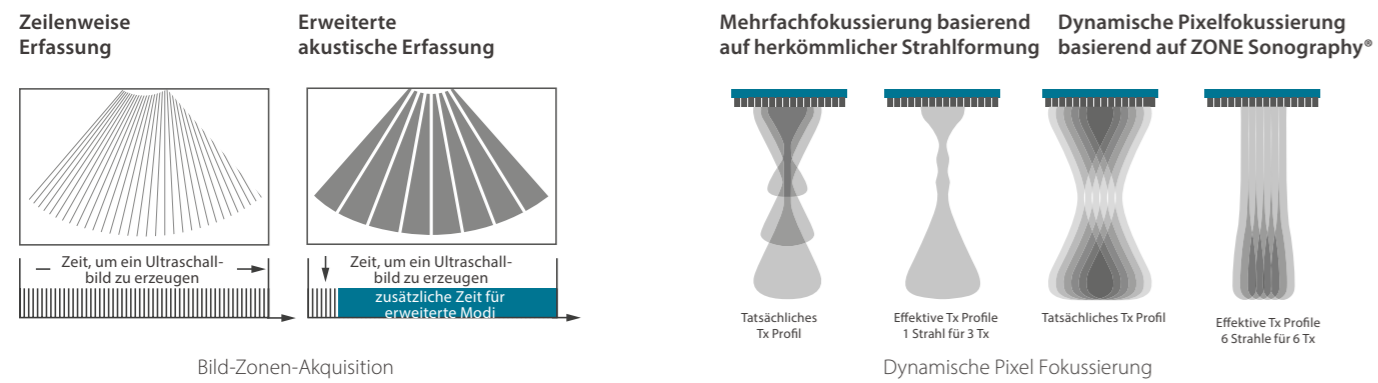 Zeilenweise
Erfassung
Erweiterte
akustische Erfassung
Zeit, um ein Ultraschall-
bild zu erzeugen
Zeit, um ein Ultraschall-
bild zu erzeugen
zusätzliche Zeit für
erweiterte Modi
Bild-Zonen-Akquisition
Mehrfachfokussierung basierend
auf herkömmlicher Strahlformung
Dynamische Pixelfokussierung
basierend auf ZONE Sonography®
Tatsächliches
Tx Profil
Effektive Tx Profile
1 Strahl für 3 Tx
Tatsächliches Tx Profil
Effektive Tx Profile
6 Strahle für 6 Tx
Dynamische Pixel Fokussierung